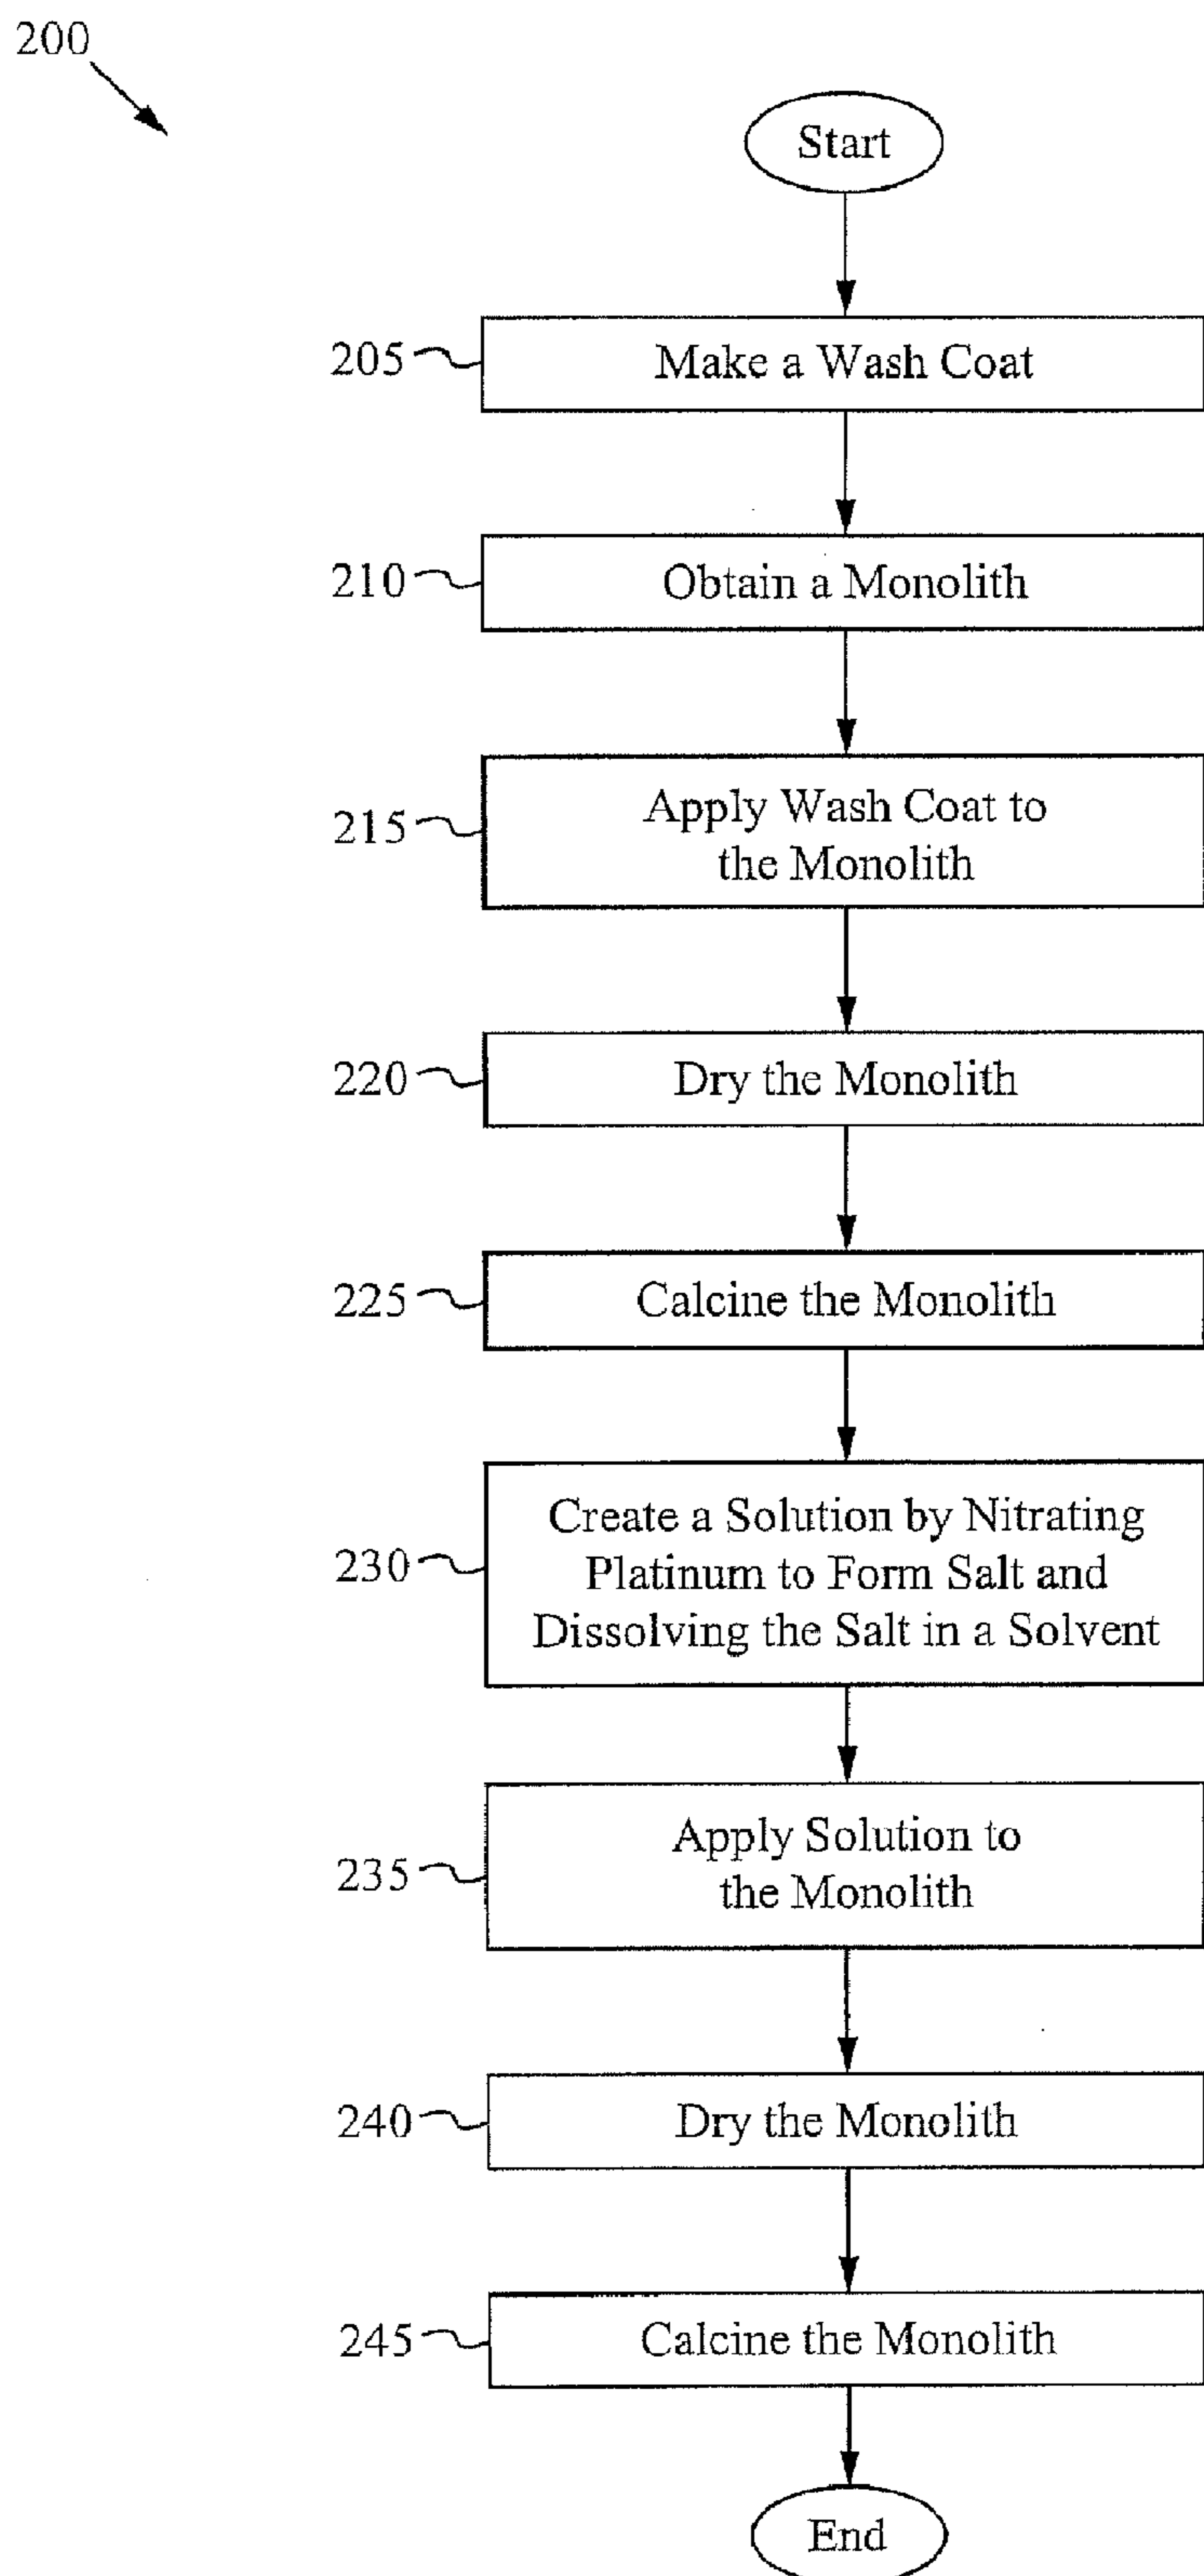 200
Start
205
Make a Wash Coat
210
Obtain a Monolith
215
Apply Wash Coat to
the Monolith
220
Dry the Monolith
225
Calcine the Monolith
230
Create a Solution by Nitrating
Platinum to Form Salt and
Dissolving the Salt in a Solvent
235
Apply Solution to
the Monolith
240
Dry the Monolith
245
Calcine the Monolith
End